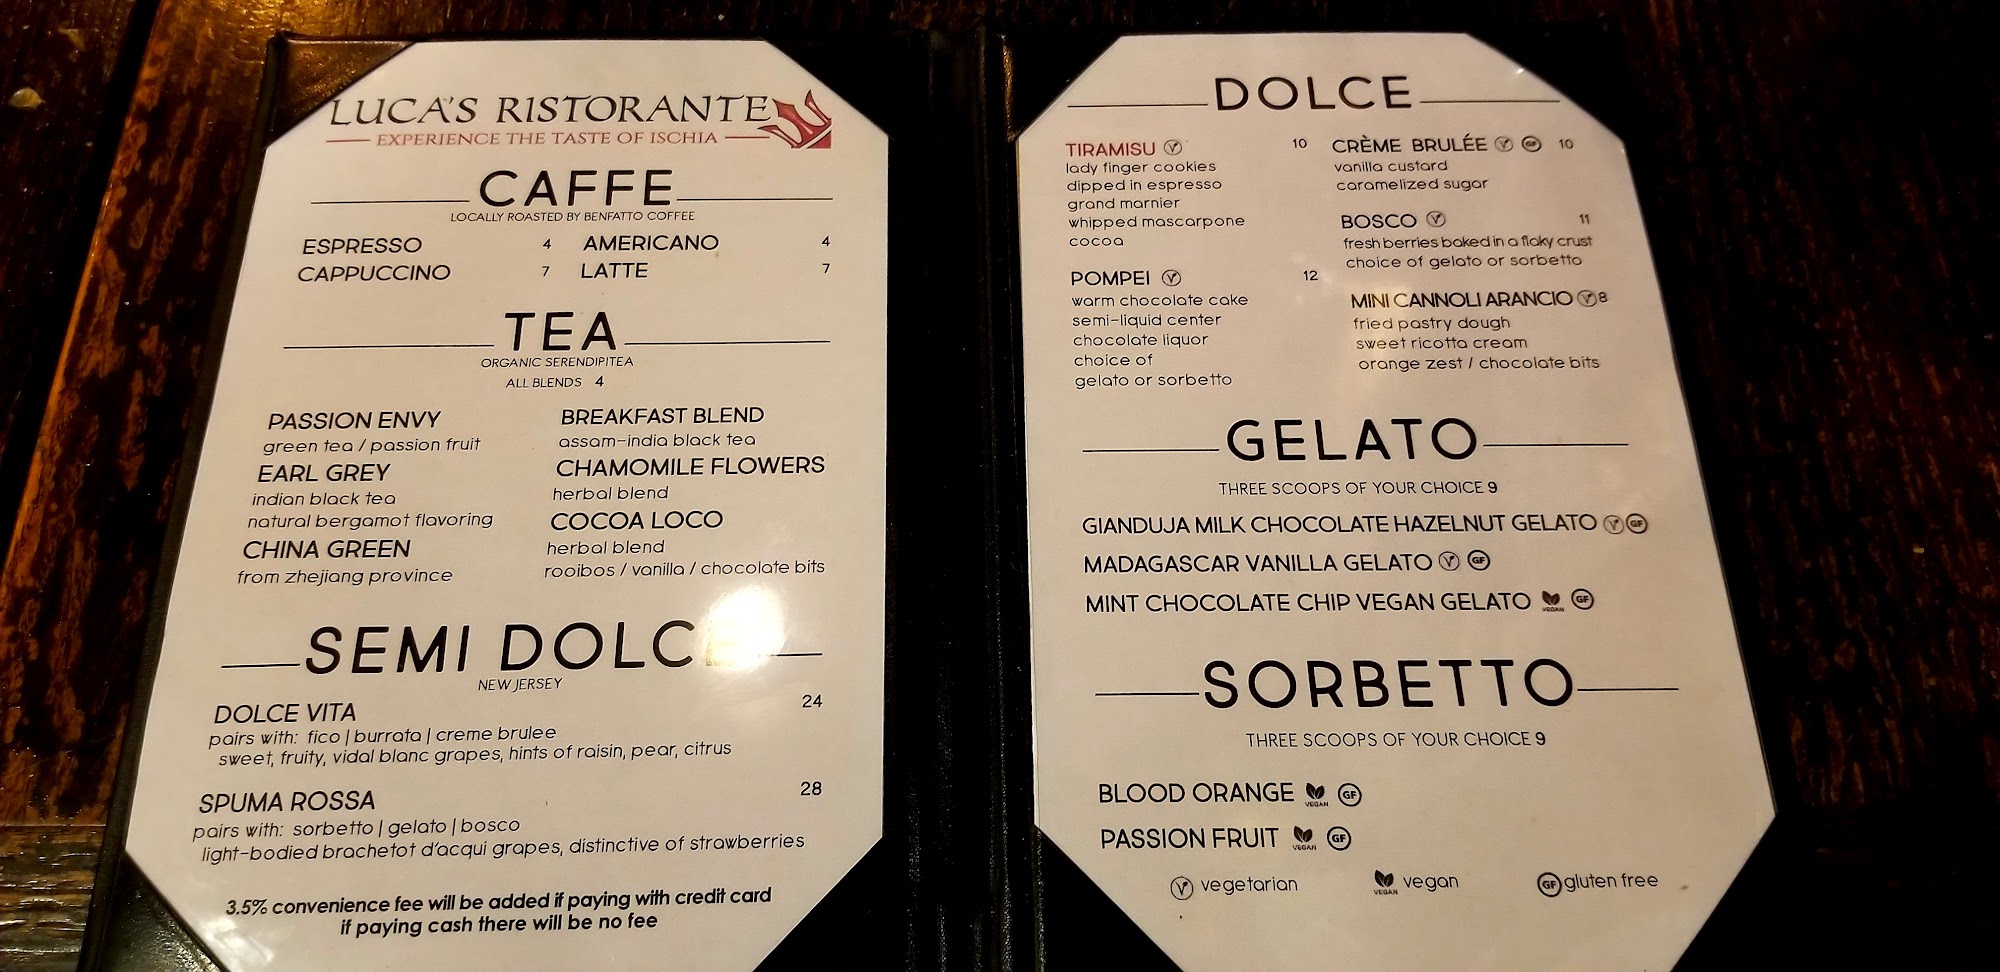 LUCA'S RISTORANTE
EXPERIENCE THE TASTE OF ISCHIA
CAFFE
LOCALLY ROASTED BY BENFATTO COFFEE
ESPRESSO 4 AMERICANO 4
CAPPUCCINO 7 LATTE 7
TEA
ORGANIC SERENDIPITEA
ALL BLENDS 4
PASSION ENVY
green tea / passion fruit
EARL GREY
indian black tea
natural bergamot flavoring
CHINA GREEN
from zhejiang province
BREAKFAST BLEND
assam-india black tea
CHAMOMILE FLOWERS
herbal blend
COCOA LOCO
herbal blend
rooibos / vanilla / chocolate bits
SEMI DOLCE
NEW JERSEY
DOLCE VITA 24
pairs with: fico | burrata | creme brulee
sweet, fruity, vidal blanc grapes, hints of raisin, pear, citrus
SPUMA ROSSA 28
pairs with: sorbetto | gelato | bosco
light-bodied brachetot d'acqui grapes, distinctive of strawberries
3.5% convenience fee will be added if paying with credit card
if paying cash there will be no fee
DOLCE
TIRAMISU V 10
lady finger cookies
dipped in espresso
grand marnier
whipped mascarpone
cocoa
POMPEI V 12
warm chocolate cake
semi-liquid center
chocolate liquor
choice of
gelato or sorbetto
CRÈME BRULÉE V GF 10
vanilla custard
caramelized sugar
BOSCO V 11
fresh berries baked in a flaky crust
choice of gelato or sorbetto
MINI CANNOLI ARANCIO V 8
fried pastry dough
sweet ricotta cream
orange zest / chocolate bits
GELATO
THREE SCOOPS OF YOUR CHOICE 9
GIANDUJA MILK CHOCOLATE HAZELNUT GELATO V GF
MADAGASCAR VANILLA GELATO V GF
MINT CHOCOLATE CHIP VEGAN GELATO VEGAN GF
SORBETTO
THREE SCOOPS OF YOUR CHOICE 9
BLOOD ORANGE VEGAN GF
PASSION FRUIT VEGAN GF
V vegetarian VEGAN vegan GF gluten free